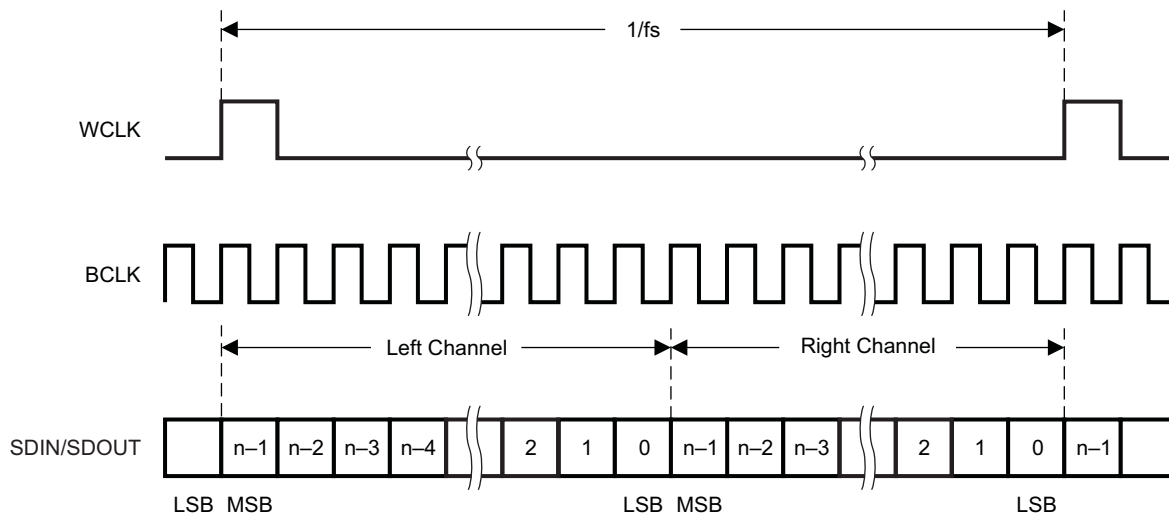 1/fs
WCLK
BCLK
Left Channel
Right Channel
SDIN/SDOUT
n–1 n–2 n–3 n–4 2 1 0 n–1 n–2 n–3 2 1 0 n–1
LSB MSB LSB MSB LSB